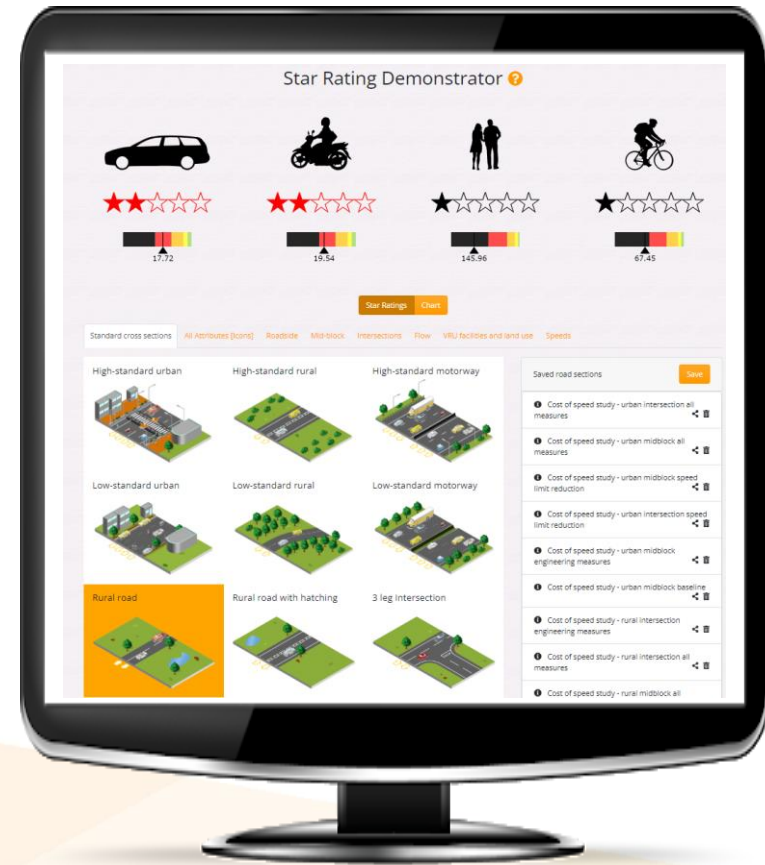 Star Rating Demonstrator ?
17.72
19.54
145.96
67.45
Star Ratings Chart
Standard cross sections All Attributes [icons] Roadside Mid-block Intersections Flow VRU facilities and land use Speeds
High-standard urban
High-standard rural
High-standard motorway
Low-standard urban
Low-standard rural
Low-standard motorway
Rural road
Rural road with hatching
3 leg Intersection
Saved road sections Save
Cost of speed study - urban intersection all
measures
Cost of speed study - urban midblock all
measures
Cost of speed study - urban midblock speed
limit reduction
Cost of speed study - urban intersection speed
limit reduction
Cost of speed study - urban midblock
engineering measures
Cost of speed study - urban midblock baseline
Cost of speed study - rural intersection
engineering measures
Cost of speed study - rural intersection all
measures
Cost of speed study - rural midblock all